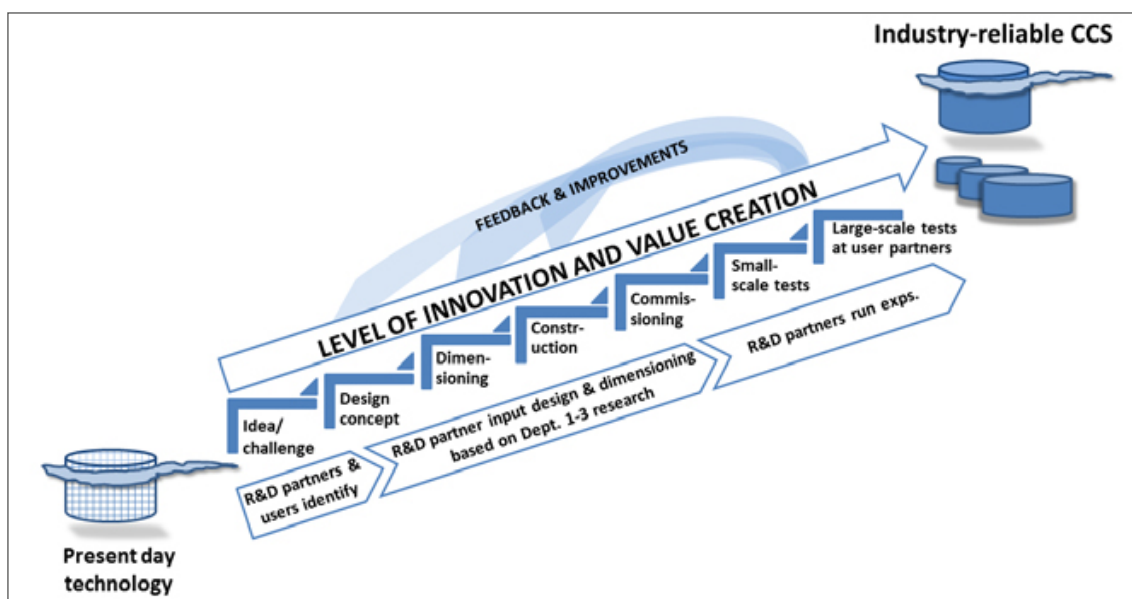 Industry-reliable CCS
FEEDBACK & IMPROVEMENTS
LEVEL OF INNOVATION AND VALUE CREATION
Idea/
challenge
Design
concept
Dimen-
sioning
Constr-
uction
Commis-
sioning
Small-
scale tests
Large-scale tests
at user partners
R&D partners &
users identify
R&D partner input design & dimensioning
based on Dept. 1-3 research
R&D partners run exps.
Present day
technology